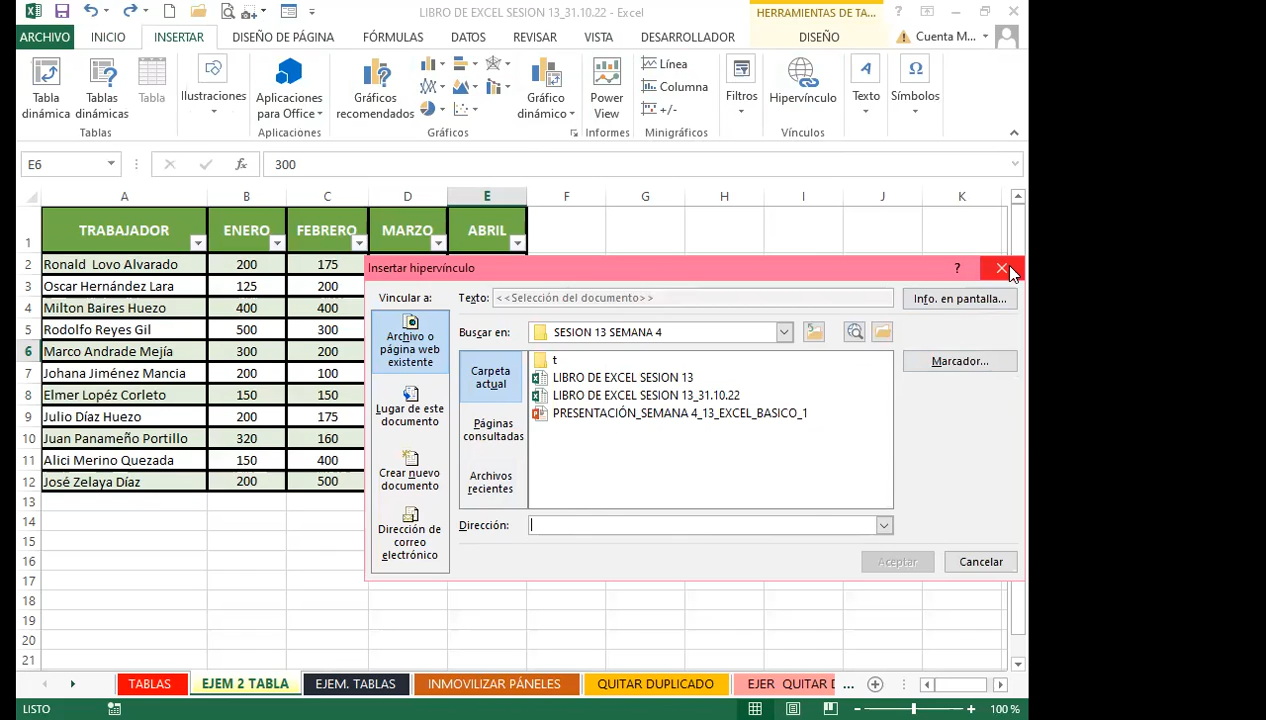 LIBRO DE EXCEL SESION 13_31.10.22 - Excel
HERRAMIENTAS DE TA...
ARCHIVO INICIO INSERTAR DISEÑO DE PÁGINA FÓRMULAS DATOS REVISAR VISTA DESARROLLADOR DISEÑO Cuenta M...
Tabla dinámica
Tablas dinámicas
Tabla
Tablas
Ilustraciones
Aplicaciones para Office
Aplicaciones
Gráficos recomendados
Gráfico dinámico
Gráficos
Power View
Informes
Línea
Columna
+/-
Minigráficos
Filtros
Hipervínculo
Vínculos
Texto
Símbolos
E6 fx 300
A B C D E F G H I J K
1 TRABAJADOR ENERO FEBRERO MARZO ABRIL
2 Ronald Lovo Alvarado 200 175
3 Oscar Hernández Lara 125 200
4 Milton Baires Huezo 400 400
5 Rodolfo Reyes Gil 500 300
6 Marco Andrade Mejía 300 200
7 Johana Jiménez Mancia 200 100
8 Elmer Lopéz Corleto 150 150
9 Julio Díaz Huezo 200 175
10 Juan Panameño Portillo 320 160
11 Alici Merino Quezada 150 400
12 José Zelaya Díaz 200 500
13
14
15
16
17
18
19
20
21
Insertar hipervínculo ?
Vincular a:
Texto: <<Selección del documento>> Info. en pantalla...
Archivo o página web existente
Lugar de este documento
Crear nuevo documento
Dirección de correo electrónico
Buscar en: SESION 13 SEMANA 4
Carpeta actual
Páginas consultadas
Archivos recientes
t
LIBRO DE EXCEL SESION 13
LIBRO DE EXCEL SESION 13_31.10.22
PRESENTACIÓN_SEMANA 4_13_EXCEL_BASICO_1
Marcador...
Dirección:
Aceptar Cancelar
TABLAS EJEM 2 TABLA EJEM. TABLAS INMOVILIZAR PÁNELES QUITAR DUPLICADO EJER QUITAR D ...
LISTO 100 %